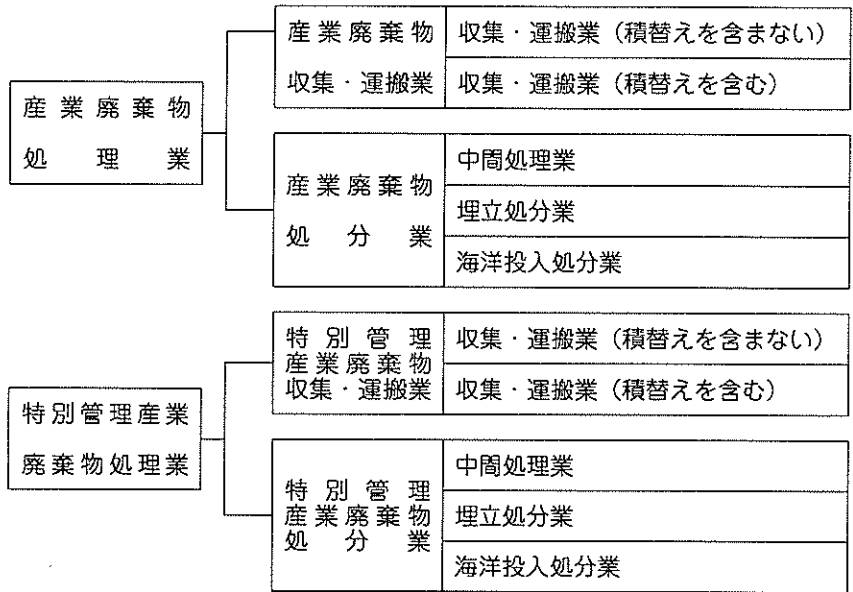 産業廃棄物
処理業
産業廃棄物
収集・運搬業
収集・運搬業（積替えを含まない）
収集・運搬業（積替えを含む）
産業廃棄物
処分業
中間処理業
埋立処分業
海洋投入処分業
特別管理産業
廃棄物処理業
特別管理
産業廃棄物
収集・運搬業
収集・運搬業（積替えを含まない）
収集・運搬業（積替えを含む）
特別管理
産業廃棄物
処分業
中間処理業
埋立処分業
海洋投入処分業